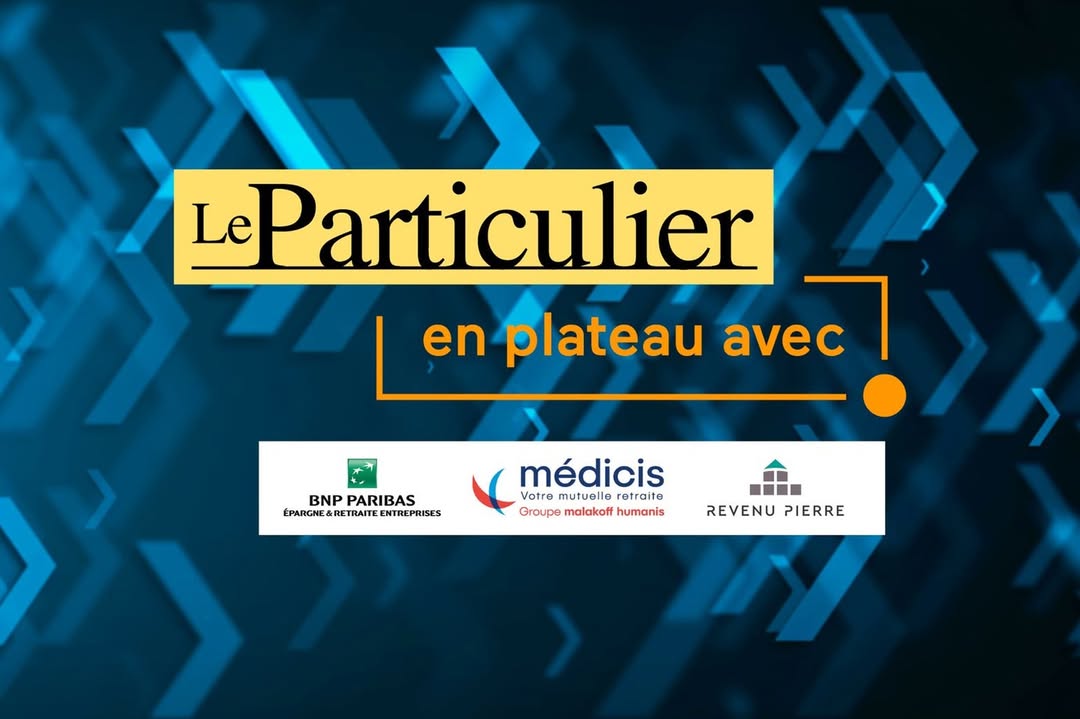 Le Particulier
en plateau avec
BNP PARIBAS
ÉPARGNE & RETRAITE ENTREPRISES
médicis
Votre mutuelle retraite
Groupe malakoff humanis
REVENU PIERRE